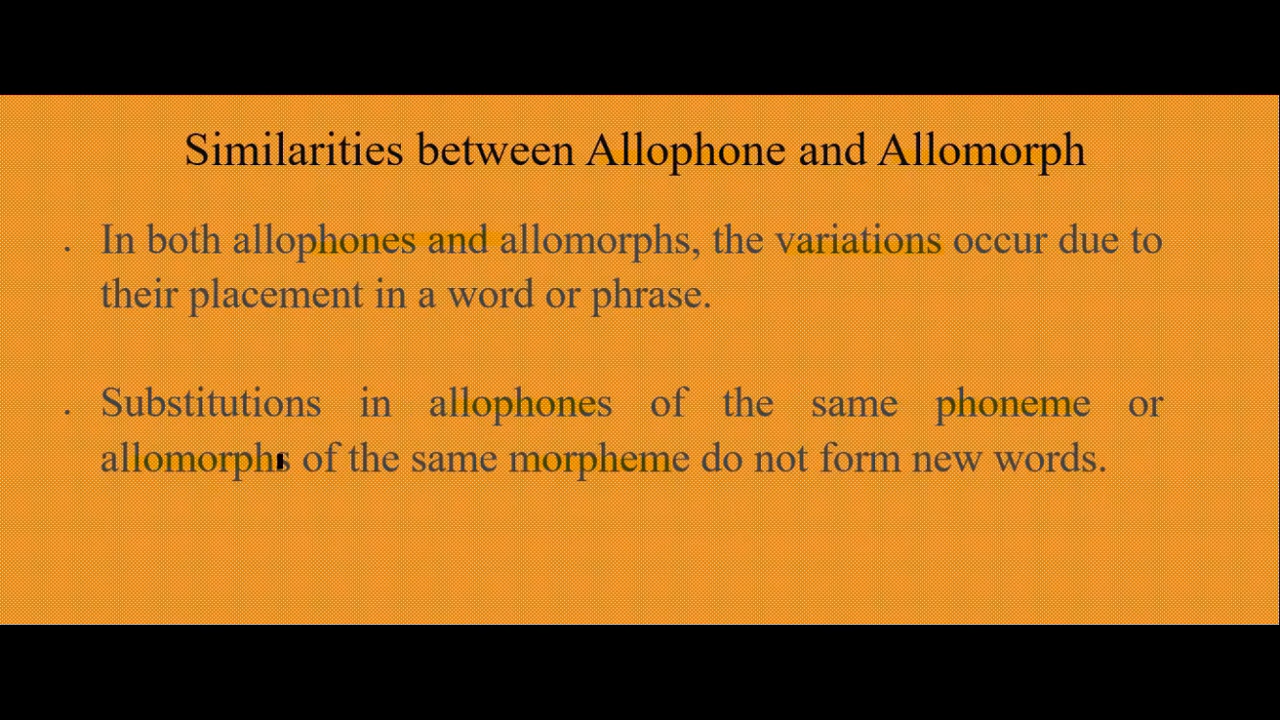 Similarities between Allophone and Allomorph
. In both allophones and allomorphs, the variations occur due to
their placement in a word or phrase.
. Substitutions in allophones of the same phoneme or
allomorphs of the same morpheme do not form new words.